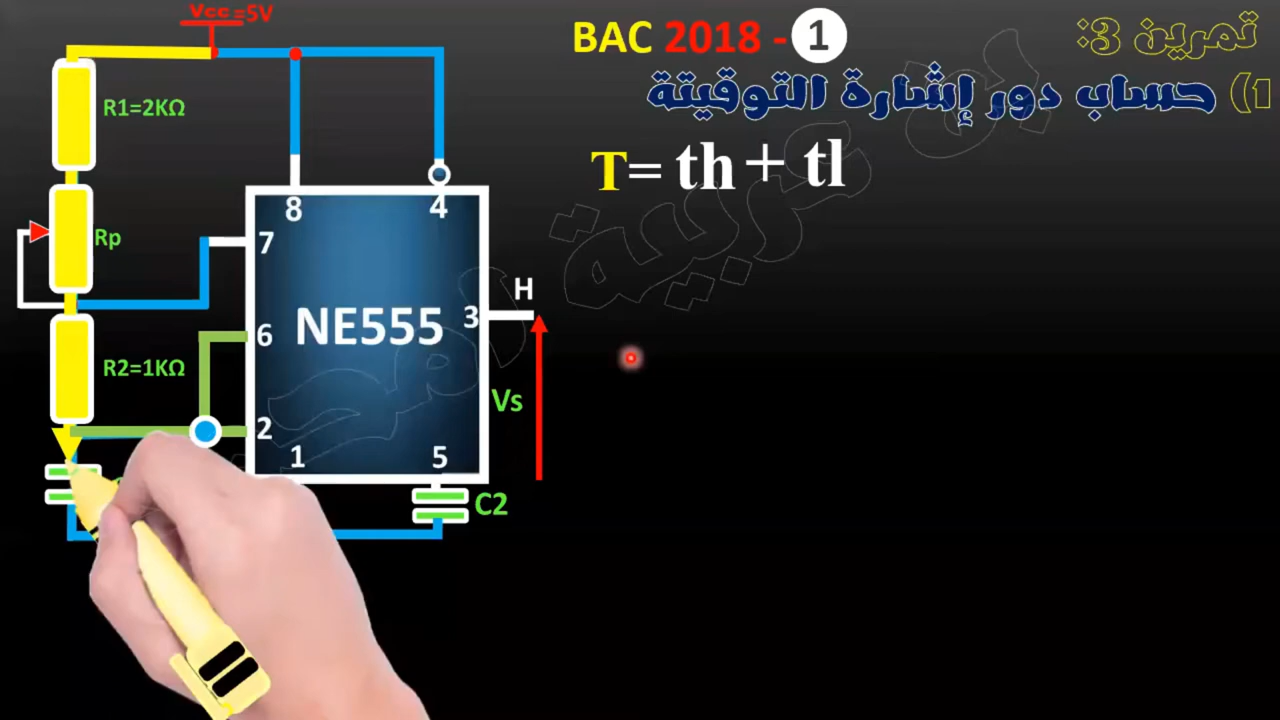 Vcc=5V
BAC 2018 - 1
تمرين 3:
1) حساب دور إشارة التوقيتة
T= th + tl
R1=2KΩ
Rp
R2=1KΩ
8
4
7
6
2
1
5
3
NE555
H
Vs
C2